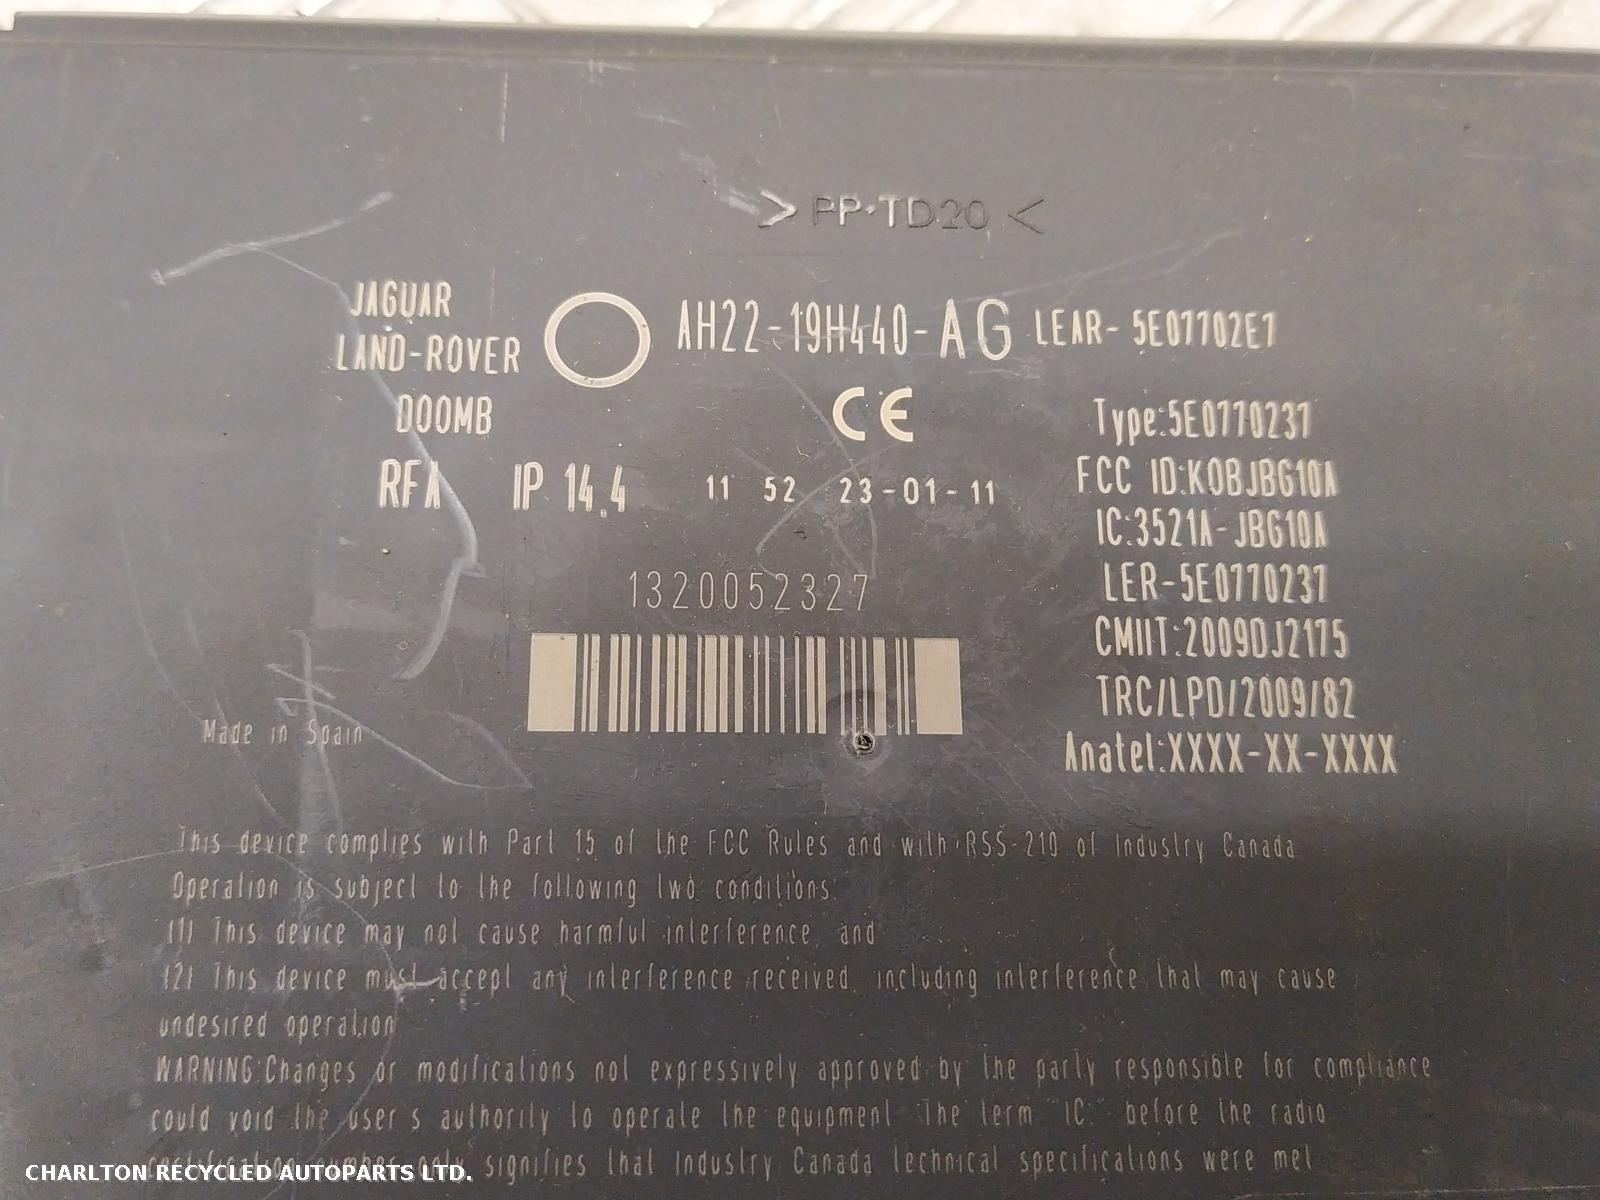 > PP-TD20 <
JAGUAR
LAND-ROVER
AH22-19H440-AG LEAR- 5E07702E7
D00MB
CE
Type:5E0770237
RFA IP 14.4 11 52 23-01-11
FCC ID:KOBJBG10A
IC:3521A-JBG10A
1320052327
LER-5E0770237
CMIIT:2009DJ2175
TRC/LPD/2009/82
Made in Spain
Anatel:XXXX-XX-XXXX
This device complies with Part 15 of the FCC Rules and with RSS-210 of Industry Canada
Operation is subject to the following two conditions:
(1) This device may not cause harmful interference, and
(2) This device must accept any interference received, including interference that may cause
undesired operation
WARNING:Changes or modifications not expressively approved by the party responsible for compliance
could void the user s authority to operate the equipment The term "IC:" before the radio
certification number only signifies that Industry Canada technical specifications were met
CHARLTON RECYCLED AUTOPARTS LTD.